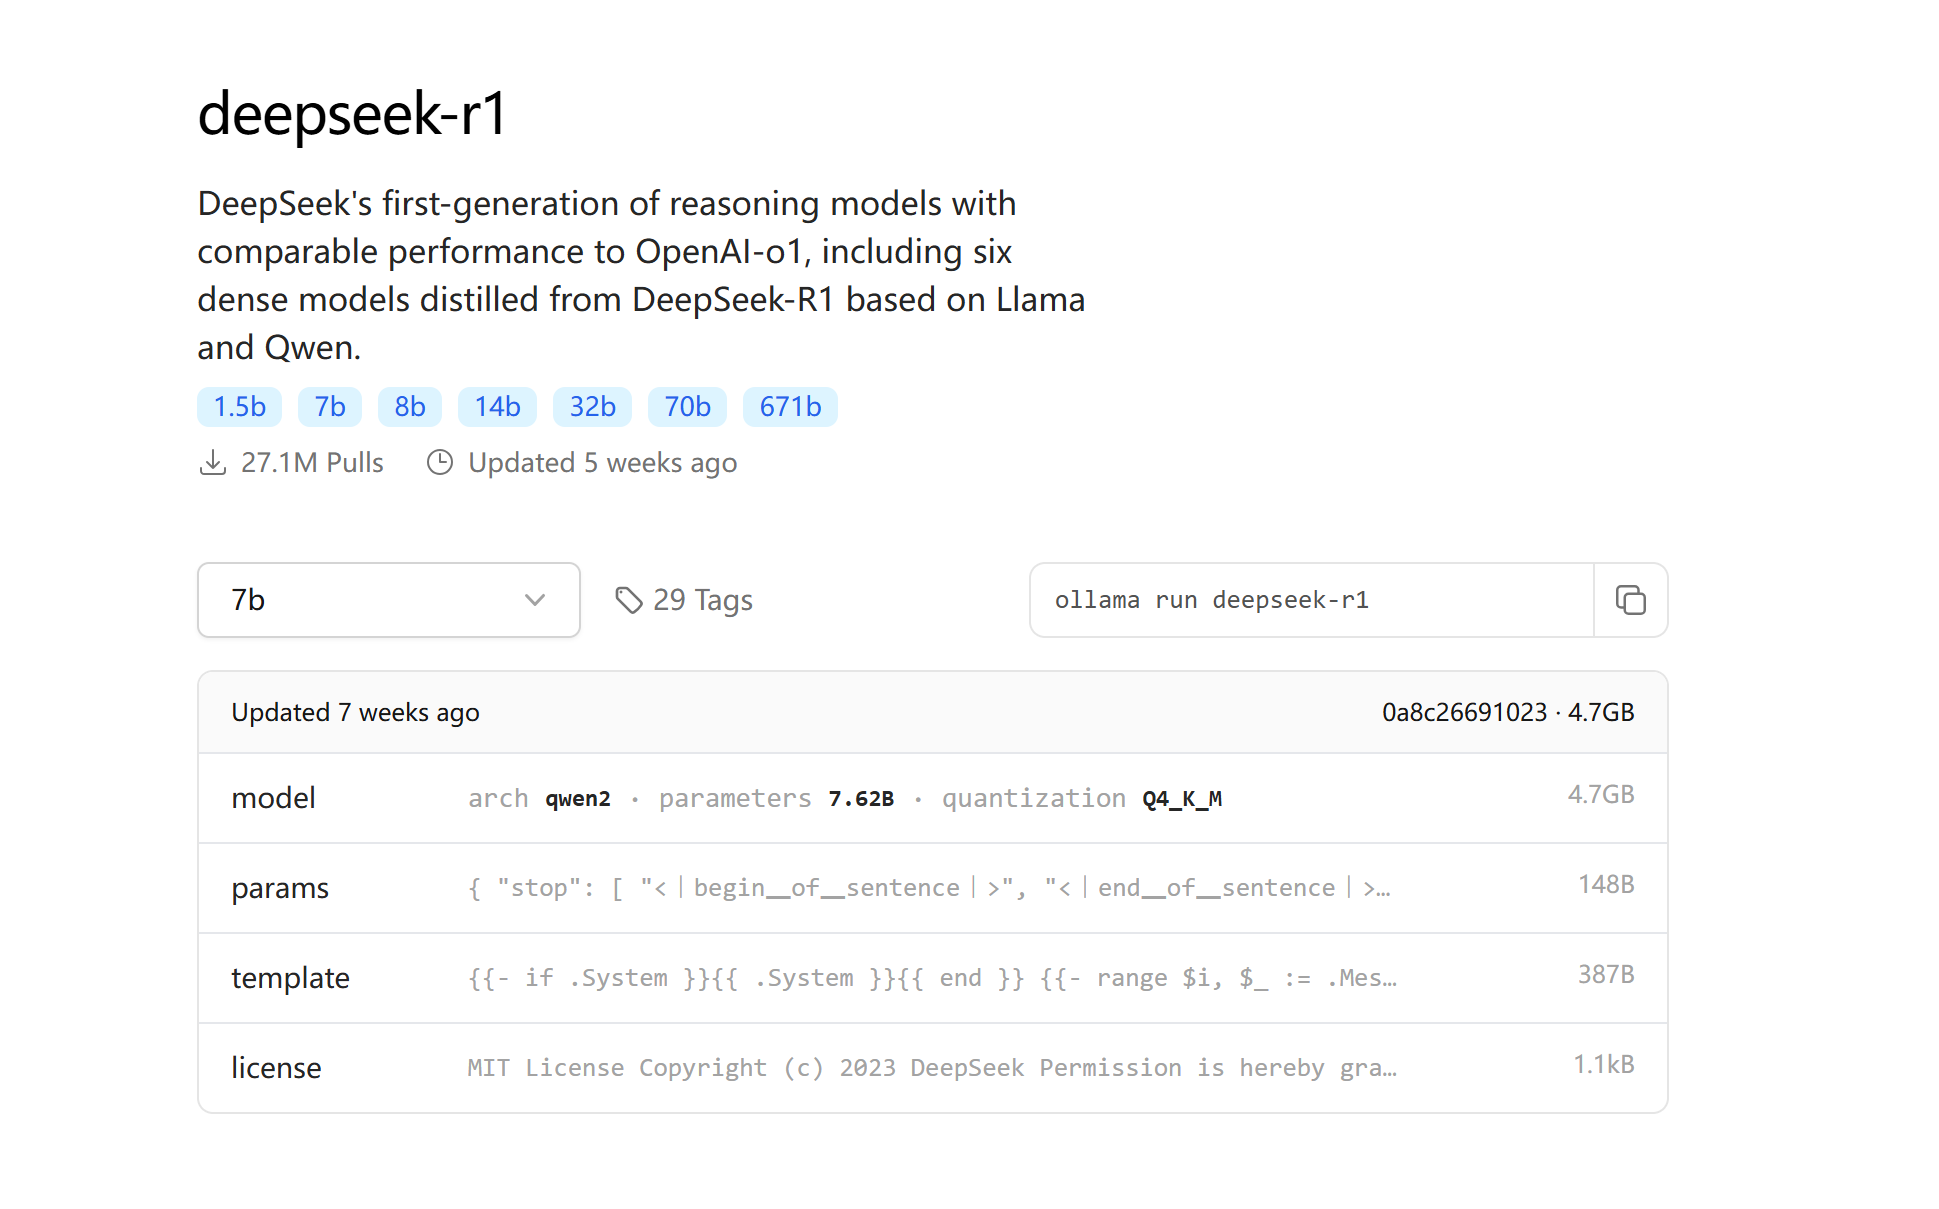 deepseek-r1
DeepSeek's first-generation of reasoning models with
comparable performance to OpenAI-o1, including six
dense models distilled from DeepSeek-R1 based on Llama
and Qwen.
1.5b 7b 8b 14b 32b 70b 671b
27.1M Pulls Updated 5 weeks ago
7b 29 Tags ollama run deepseek-r1
Updated 7 weeks ago 0a8c26691023 · 4.7GB
model arch qwen2 · parameters 7.62B · quantization Q4_K_M 4.7GB
params { "stop": [ "<｜begin▁of▁sentence｜>", "<｜end▁of▁sentence｜>… 148B
template {{- if .System }}{{ .System }}{{ end }} {{- range $i, $_ := .Mes… 387B
license MIT License Copyright (c) 2023 DeepSeek Permission is hereby gra… 1.1kB